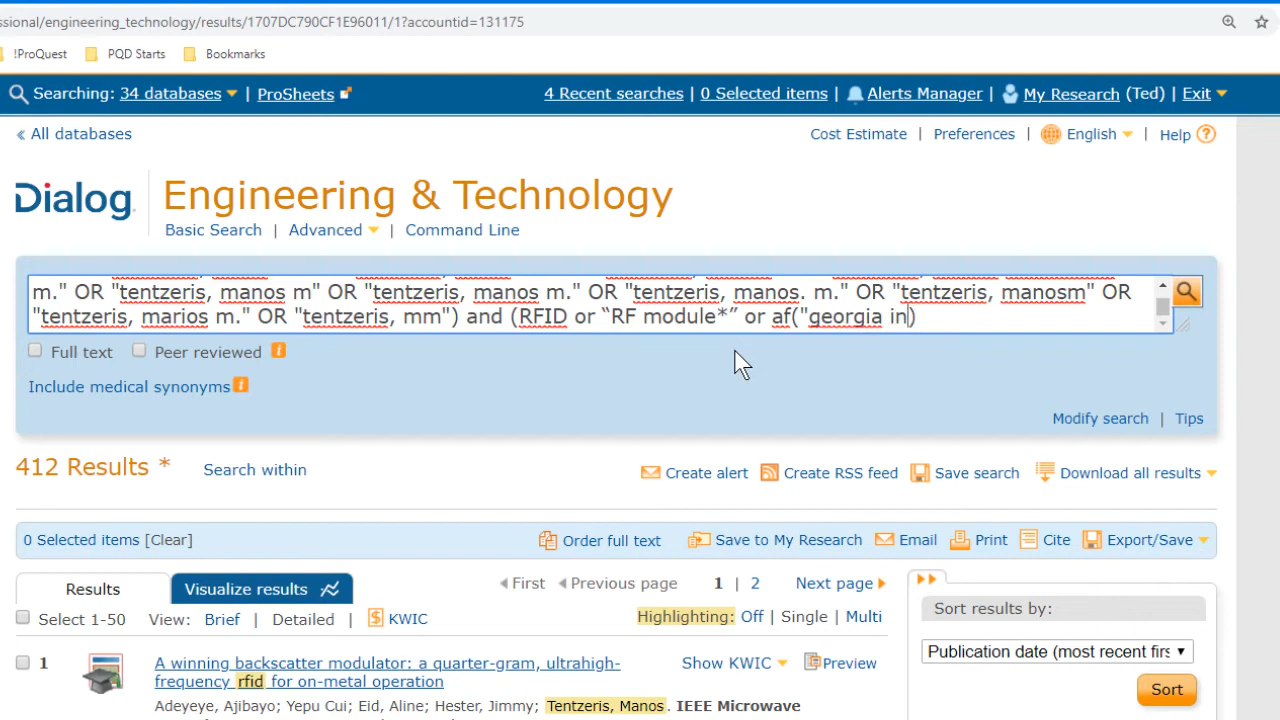 ssional/engineering_technology/results/1707DC790CF1E96011/1?accountid=131175
!ProQuest PQD Starts Bookmarks
Searching: 34 databases | ProSheets 4 Recent searches | 0 Selected items | Alerts Manager | My Research (Ted) | Exit
« All databases Cost Estimate | Preferences | English | Help ?
Dialog Engineering & Technology
Basic Search | Advanced | Command Line
m." OR "tentzeris, manos m" OR "tentzeris, manos m." OR "tentzeris, manos. m." OR "tentzeris, manosm" OR
"tentzeris, marios m." OR "tentzeris, mm") and (RFID or “RF module*” or af("georgia in)
Full text Peer reviewed i
Include medical synonyms i
Modify search | Tips
412 Results * Search within Create alert Create RSS feed Save search Download all results
0 Selected items [Clear] Order full text Save to My Research Email Print Cite Export/Save
Results Visualize results First Previous page 1 | 2 Next page
Sort results by:
Select 1-50 View: Brief | Detailed | $ KWIC Highlighting: Off | Single | Multi
Publication date (most recent firs
1 A winning backscatter modulator: a quarter-gram, ultrahigh- Show KWIC Preview
frequency rfid for on-metal operation
Sort
Adeyeye, Ajibayo; Yepu Cui; Eid, Aline; Hester, Jimmy; Tentzeris, Manos. IEEE Microwave